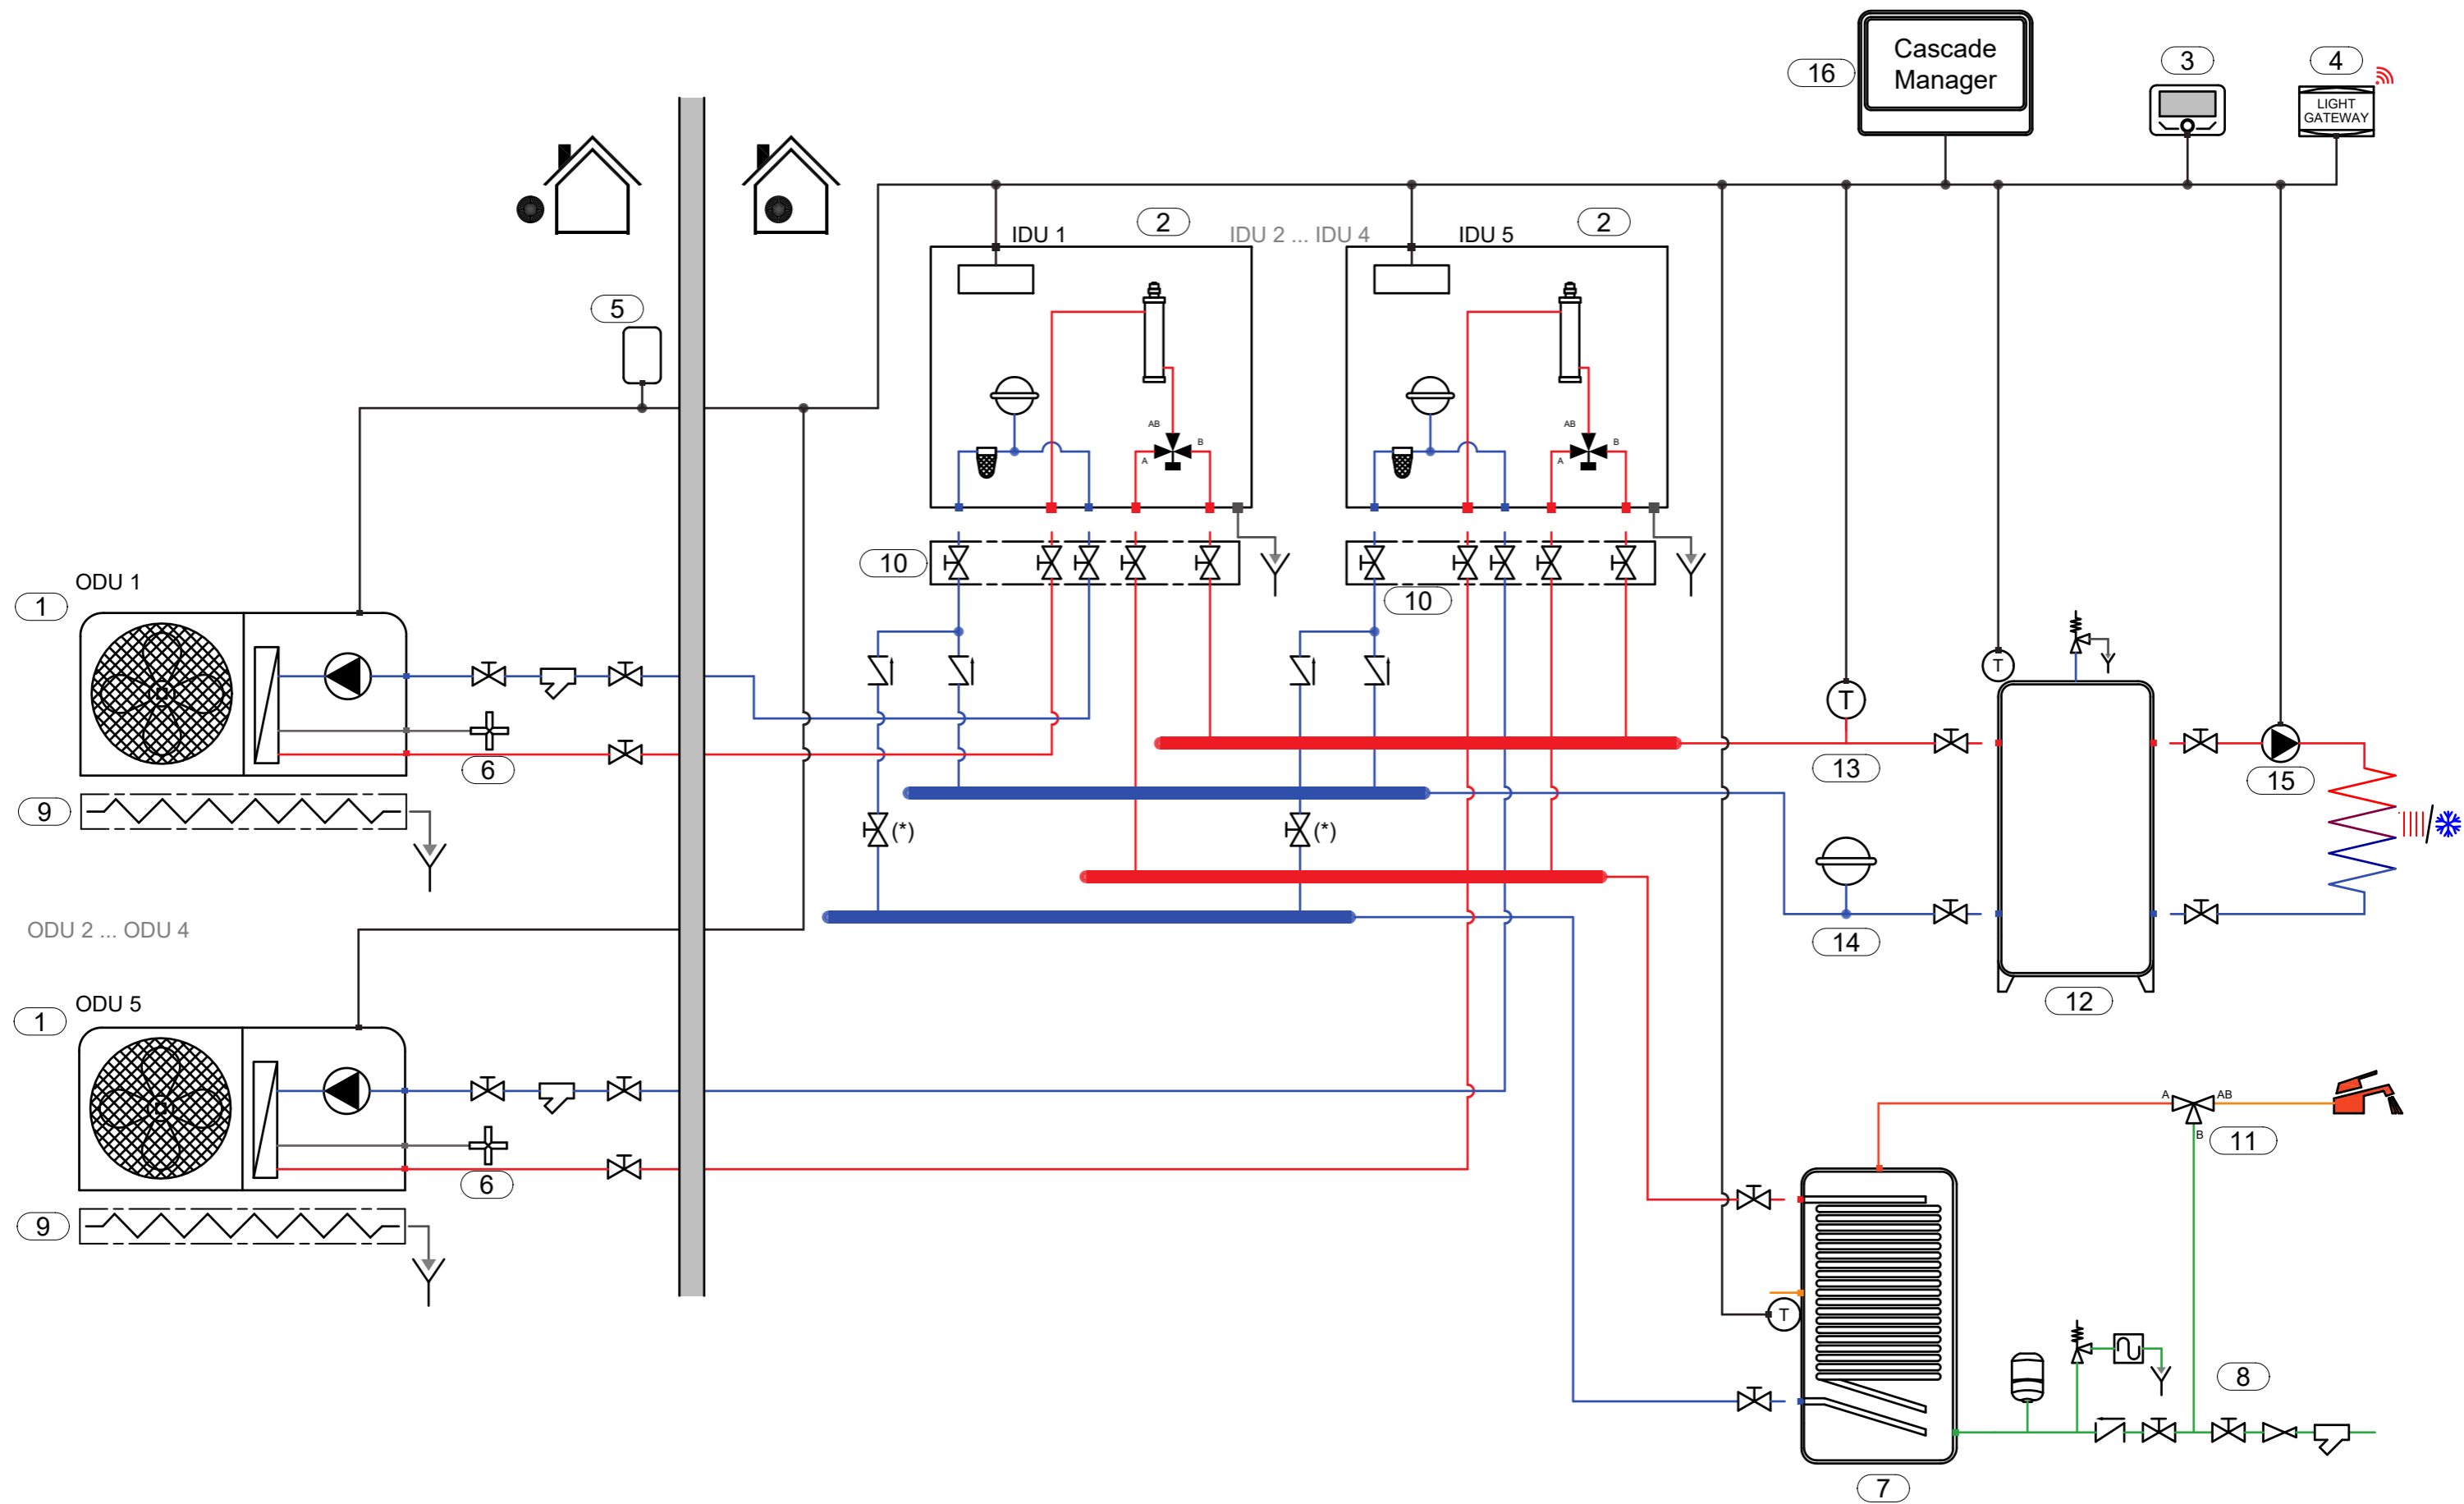 Cascade
Manager
16
3
4
LIGHT
GATEWAY
IDU 1
2
IDU 2 ... IDU 4
IDU 5
2
5
AB
A
B
AB
A
B
10
10
ODU 1
1
6
9
T
T
13
15
(*)
(*)
14
12
ODU 2 ... ODU 4
ODU 5
1
6
9
A
AB
B
11
T
8
7